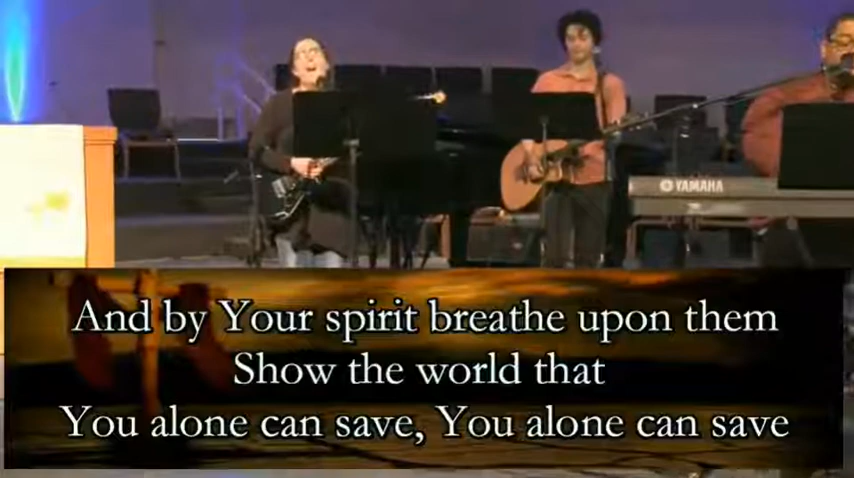 YAMAHA
And by Your spirit breathe upon them
Show the world that
You alone can save, You alone can save